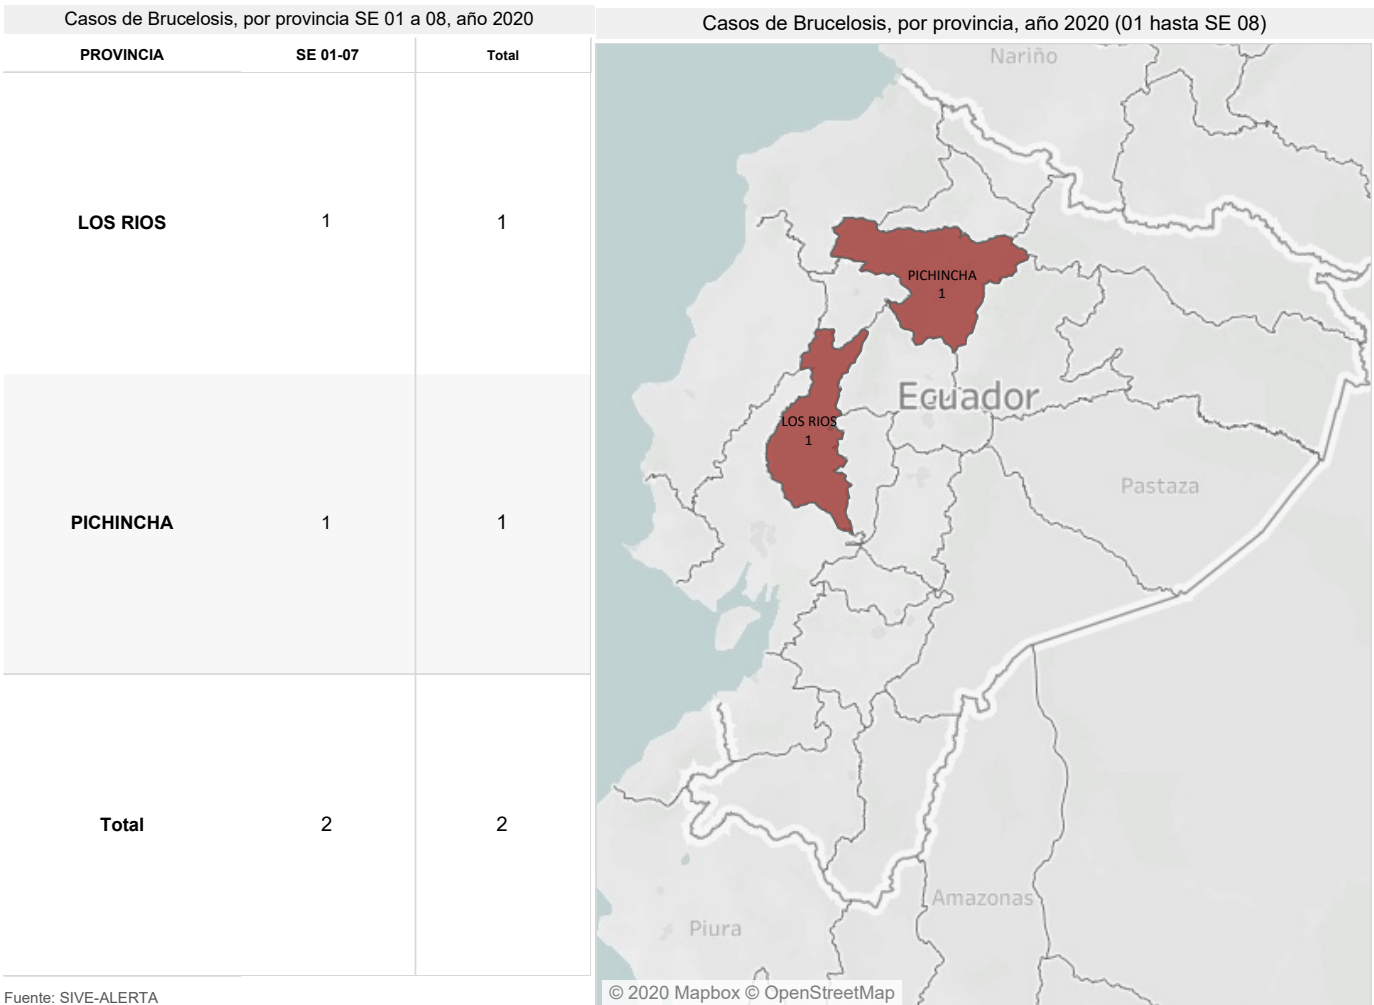 Casos de Brucelosis, por provincia SE 01 a 08, año 2020
PROVINCIA SE 01-07 Total
LOS RIOS 1 1
PICHINCHA 1 1
Total 2 2
Fuente: SIVE-ALERTA
Casos de Brucelosis, por provincia, año 2020 (01 hasta SE 08)
Nariño
PICHINCHA
1
Ecuador
LOS RIOS
1
Pastaza
Amazonas
Piura
© 2020 Mapbox © OpenStreetMap